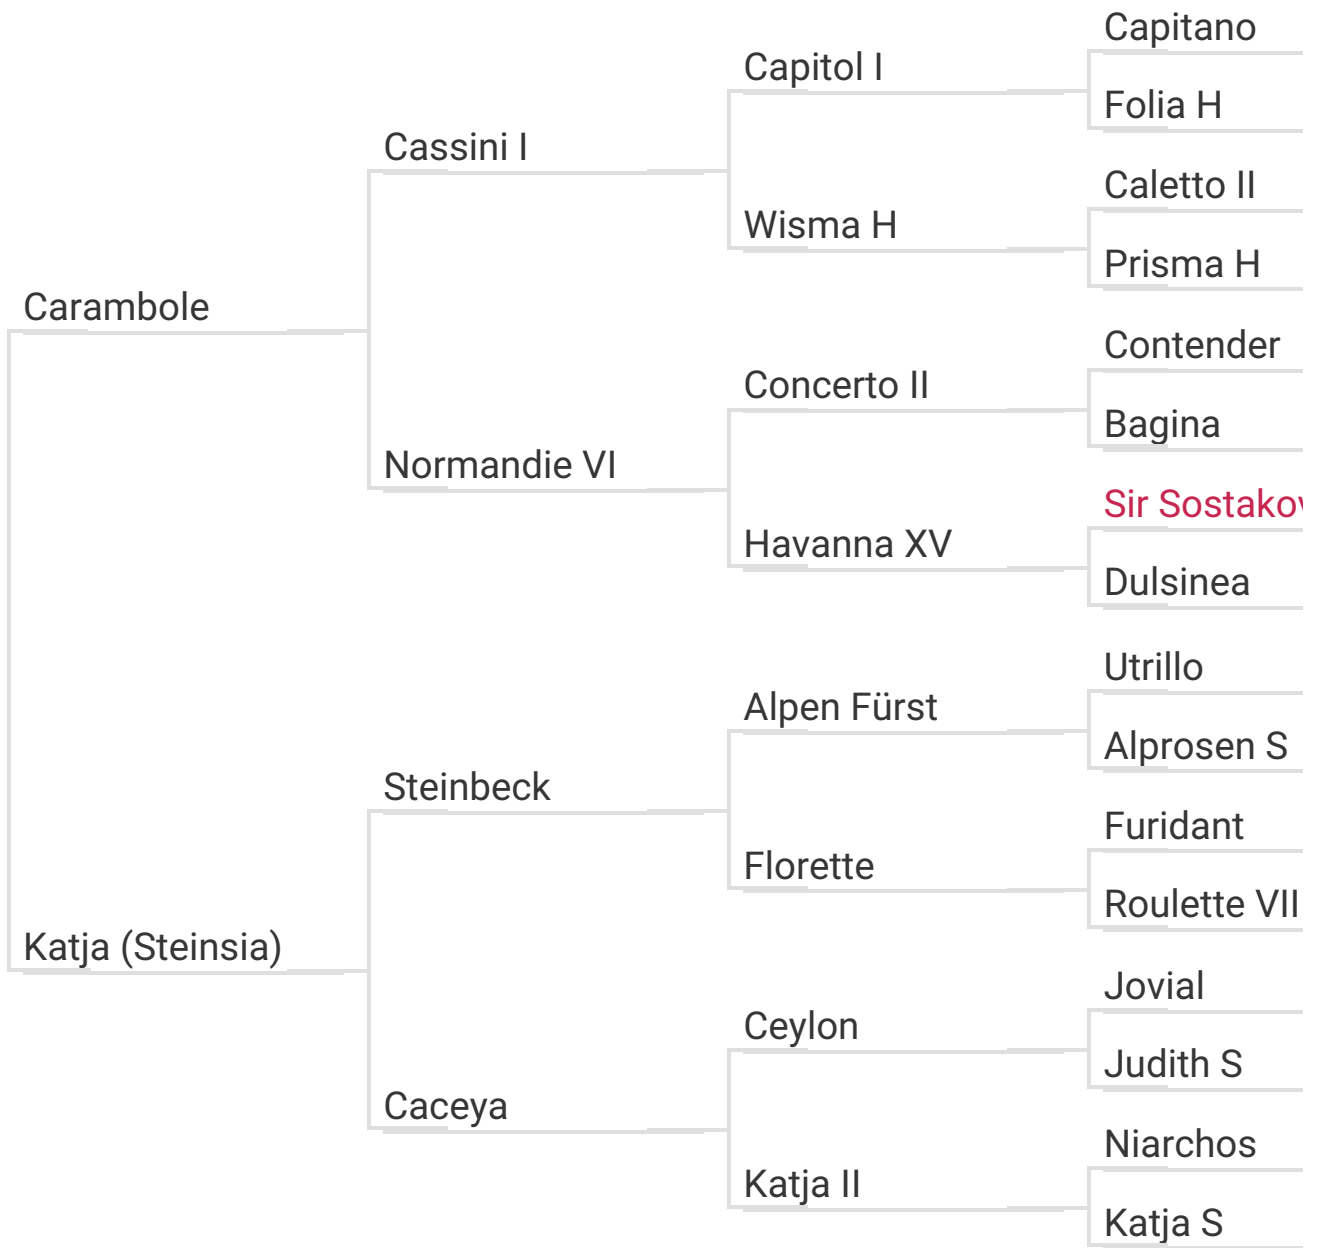 Capitano
Capitol I
Folia H
Cassini I
Caletto II
Wisma H
Prisma H
Carambole
Contender
Concerto II
Bagina
Normandie VI
Sir
Havanna XV
Dulsinea
Utrillo
Alpen Fürst
Alprosen S
Steinbeck
Furidant
Florette
Roulette VII
Katja (Steinsia)
Jovial
Ceylon
Judith S
Caceya
Niarchos
Katja II
Katja S